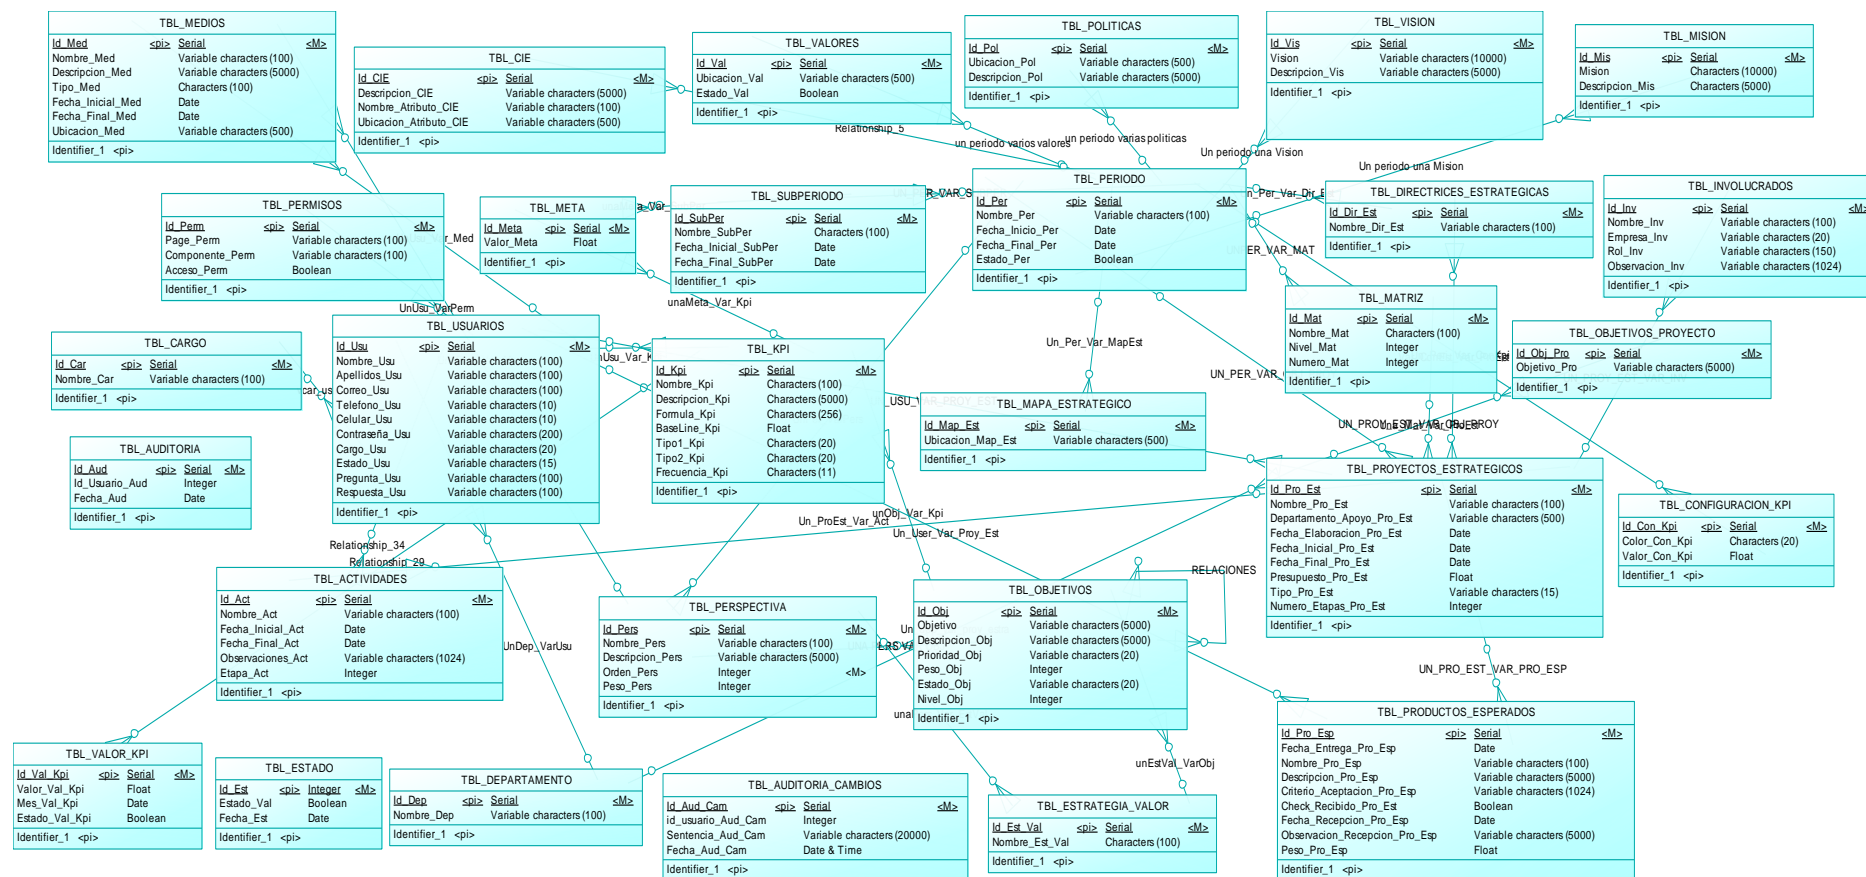 TBL_MEDIOS
Id_Med <pi> Serial <M>
Nombre_Med Variable characters (100)
Descripcion_Med Variable characters (5000)
Tipo_Med Characters (100)
Fecha_Inicial_Med Date
Fecha_Final_Med Date
Ubicacion_Med Variable characters (500)
Identifier_1 <pi>
TBL_CIE
Id_CIE <pi> Serial <M>
Descripcion_CIE Variable characters (5000)
Nombre_Atributo_CIE Variable characters (100)
Ubicacion_Atributo_CIE Variable characters (500)
Identifier_1 <pi>
TBL_VALORES
Id_Val <pi> Serial <M>
Ubicacion_Val Variable characters (500)
Estado_Val Boolean
Identifier_1 <pi>
TBL_POLITICAS
Id_Pol <pi> Serial <M>
Ubicacion_Pol Variable characters (500)
Descripcion_Pol Variable characters (5000)
Identifier_1 <pi>
TBL_VISION
Id_Vis <pi> Serial <M>
Vision Variable characters (10000)
Descripcion_Vis Variable characters (5000)
Identifier_1 <pi>
TBL_MISION
Id_Mis <pi> Serial <M>
Mision Characters (10000)
Descripcion_Mis Characters (5000)
Identifier_1 <pi>
Relationship_5
un periodo varios valores
un periodo varias politicas
Un periodo una Vision
Un periodo una Mision
TBL_PERMISOS
Id_Perm <pi> Serial <M>
Page_Perm Variable characters (100)
Componente_Perm Variable characters (100)
Acceso_Perm Boolean
Identifier_1 <pi>
TBL_META
Id_Meta <pi> Serial <M>
Valor_Meta Float
Identifier_1 <pi>
TBL_SUBPERIODO
Id_SubPer <pi> Serial <M>
Nombre_SubPer Characters (100)
Fecha_Inicial_SubPer Date
Fecha_Final_SubPer Date
Identifier_1 <pi>
TBL_PERIODO
Id_Per <pi> Serial <M>
Nombre_Per Variable characters (100)
Fecha_Inicio_Per Date
Fecha_Final_Per Date
Estado_Per Boolean
Identifier_1 <pi>
TBL_DIRECTRICES_ESTRATEGICAS
Id_Dir_Est <pi> Serial <M>
Nombre_Dir_Est Variable characters (100)
Identifier_1 <pi>
TBL_INVOLUCRADOS
Id_Inv <pi> Serial <M>
Nombre_Inv Variable characters (100)
Empresa_Inv Variable characters (20)
Rol_Inv Variable characters (150)
Observacion_Inv Variable characters (1024)
Identifier_1 <pi>
UnUsu_VarPerm
unaMeta_Var_Kpi
Un_Per_Var_MapEst
TBL_CARGO
Id_Car <pi> Serial <M>
Nombre_Car Variable characters (100)
Identifier_1 <pi>
TBL_USUARIOS
Id_Usu <pi> Serial <M>
Nombre_Usu Variable characters (100)
Apellidos_Usu Variable characters (100)
Correo_Usu Variable characters (100)
Telefono_Usu Variable characters (10)
Celular_Usu Variable characters (10)
Contraseña_Usu Variable characters (200)
Cargo_Usu Variable characters (20)
Estado_Usu Variable characters (15)
Pregunta_Usu Variable characters (100)
Respuesta_Usu Variable characters (100)
Identifier_1 <pi>
TBL_KPI
Id_Kpi <pi> Serial <M>
Nombre_Kpi Characters (100)
Descripcion_Kpi Characters (5000)
Formula_Kpi Characters (256)
BaseLine_Kpi Float
Tipo1_Kpi Characters (20)
Tipo2_Kpi Characters (20)
Frecuencia_Kpi Characters (11)
Identifier_1 <pi>
TBL_MATRIZ
Id_Mat <pi> Serial <M>
Nombre_Mat Characters (100)
Nivel_Mat Integer
Numero_Mat Integer
Identifier_1 <pi>
TBL_OBJETIVOS_PROYECTO
Id_Obj_Pro <pi> Serial <M>
Objetivo_Pro Variable characters (5000)
Identifier_1 <pi>
TBL_MAPA_ESTRATEGICO
Id_Map_Est <pi> Serial <M>
Ubicacion_Map_Est Variable characters (500)
Identifier_1 <pi>
TBL_AUDITORIA
Id_Aud <pi> Serial <M>
Id_Usuario_Aud Integer
Fecha_Aud Date
Identifier_1 <pi>
TBL_PROYECTOS_ESTRATEGICOS
Id_Pro_Est <pi> Serial <M>
Nombre_Pro_Est Variable characters (100)
Departamento_Apoyo_Pro_Est Variable characters (500)
Fecha_Elaboracion_Pro_Est Date
Fecha_Inicial_Pro_Est Date
Fecha_Final_Pro_Est Date
Presupuesto_Pro_Est Float
Tipo_Pro_Est Variable characters (15)
Numero_Etapas_Pro_Est Integer
Identifier_1 <pi>
TBL_CONFIGURACION_KPI
Id_Con_Kpi <pi> Serial <M>
Color_Con_Kpi Characters (20)
Valor_Con_Kpi Float
Identifier_1 <pi>
unObj_Var_Kpi
Un_ProEst_Var_Act
Un_User_Var_Proy_Est
Relationship_34
Relationship_29
RELACIONES
TBL_ACTIVIDADES
Id_Act <pi> Serial <M>
Nombre_Act Variable characters (100)
Fecha_Inicial_Act Date
Fecha_Final_Act Date
Observaciones_Act Variable characters (1024)
Etapa_Act Integer
Identifier_1 <pi>
UnDep_VarUsu
TBL_PERSPECTIVA
Id_Pers <pi> Serial <M>
Nombre_Pers Variable characters (100)
Descripcion_Pers Variable characters (5000)
Orden_Pers Integer <M>
Peso_Pers Integer
Identifier_1 <pi>
TBL_OBJETIVOS
Id_Obj <pi> Serial <M>
Objetivo Variable characters (5000)
Descripcion_Obj Variable characters (5000)
Prioridad_Obj Variable characters (20)
Peso_Obj Integer
Estado_Obj Variable characters (20)
Nivel_Obj Integer
Identifier_1 <pi>
UN_PRO_EST_VAR_PRO_ESP
unEstVal_VarObj
TBL_VALOR_KPI
Id_Val_Kpi <pi> Serial <M>
Valor_Val_Kpi Float
Mes_Val_Kpi Date
Estado_Val_Kpi Boolean
Identifier_1 <pi>
TBL_ESTADO
Id_Est <pi> Integer <M>
Estado_Val Boolean
Fecha_Est Date
Identifier_1 <pi>
TBL_DEPARTAMENTO
Id_Dep <pi> Serial <M>
Nombre_Dep Variable characters (100)
Identifier_1 <pi>
TBL_AUDITORIA_CAMBIOS
Id_Aud_Cam <pi> Serial <M>
id_usuario_Aud_Cam Integer
Sentencia_Aud_Cam Variable characters (20000)
Fecha_Aud_Cam Date & Time
Identifier_1 <pi>
TBL_ESTRATEGIA_VALOR
Id_Est_Val <pi> Serial <M>
Nombre_Est_Val Characters (100)
Identifier_1 <pi>
TBL_PRODUCTOS_ESPERADOS
Id_Pro_Esp <pi> Serial <M>
Fecha_Entrega_Pro_Esp Date
Nombre_Pro_Esp Variable characters (100)
Descripcion_Pro_Esp Variable characters (5000)
Criterio_Aceptacion_Pro_Esp Variable characters (1024)
Check_Recibido_Pro_Est Boolean
Fecha_Recepcion_Pro_Esp Date
Observacion_Recepcion_Pro_Esp Variable characters (5000)
Peso_Pro_Esp Float
Identifier_1 <pi>